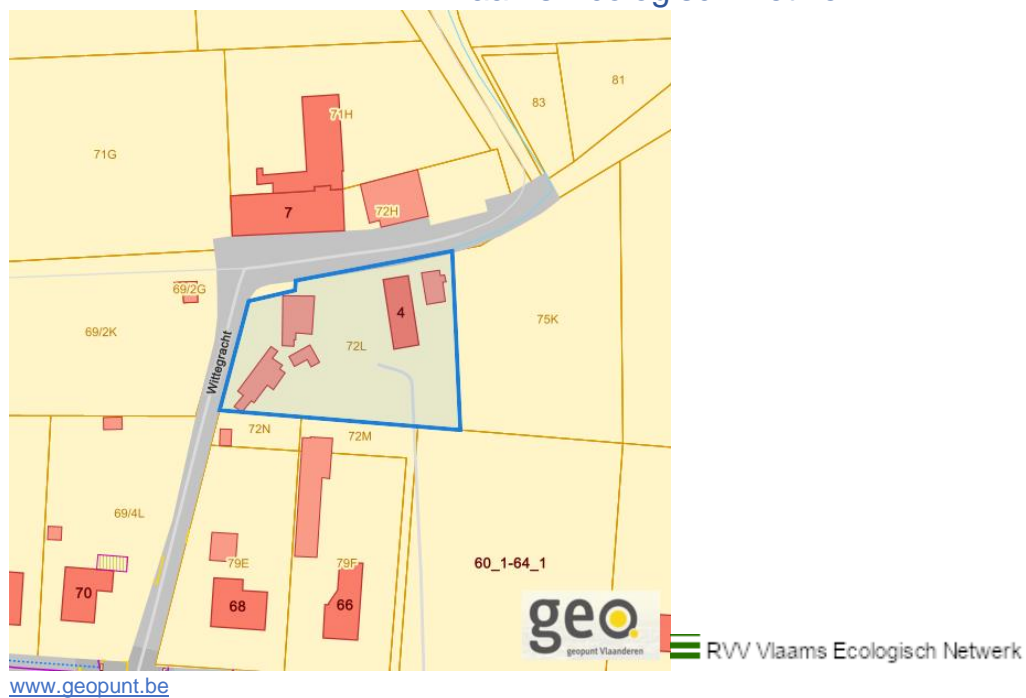 81
83
71H
71G
7
72H
69/2G
4
75K
69/2K
Wittegracht
72L
72N
72M
69/4L
60_1-64_1
79E
79F
70
68
66
geo
geopunt Vlaanderen
RVV Vlaams Ecologisch Netwerk
www.geopunt.be